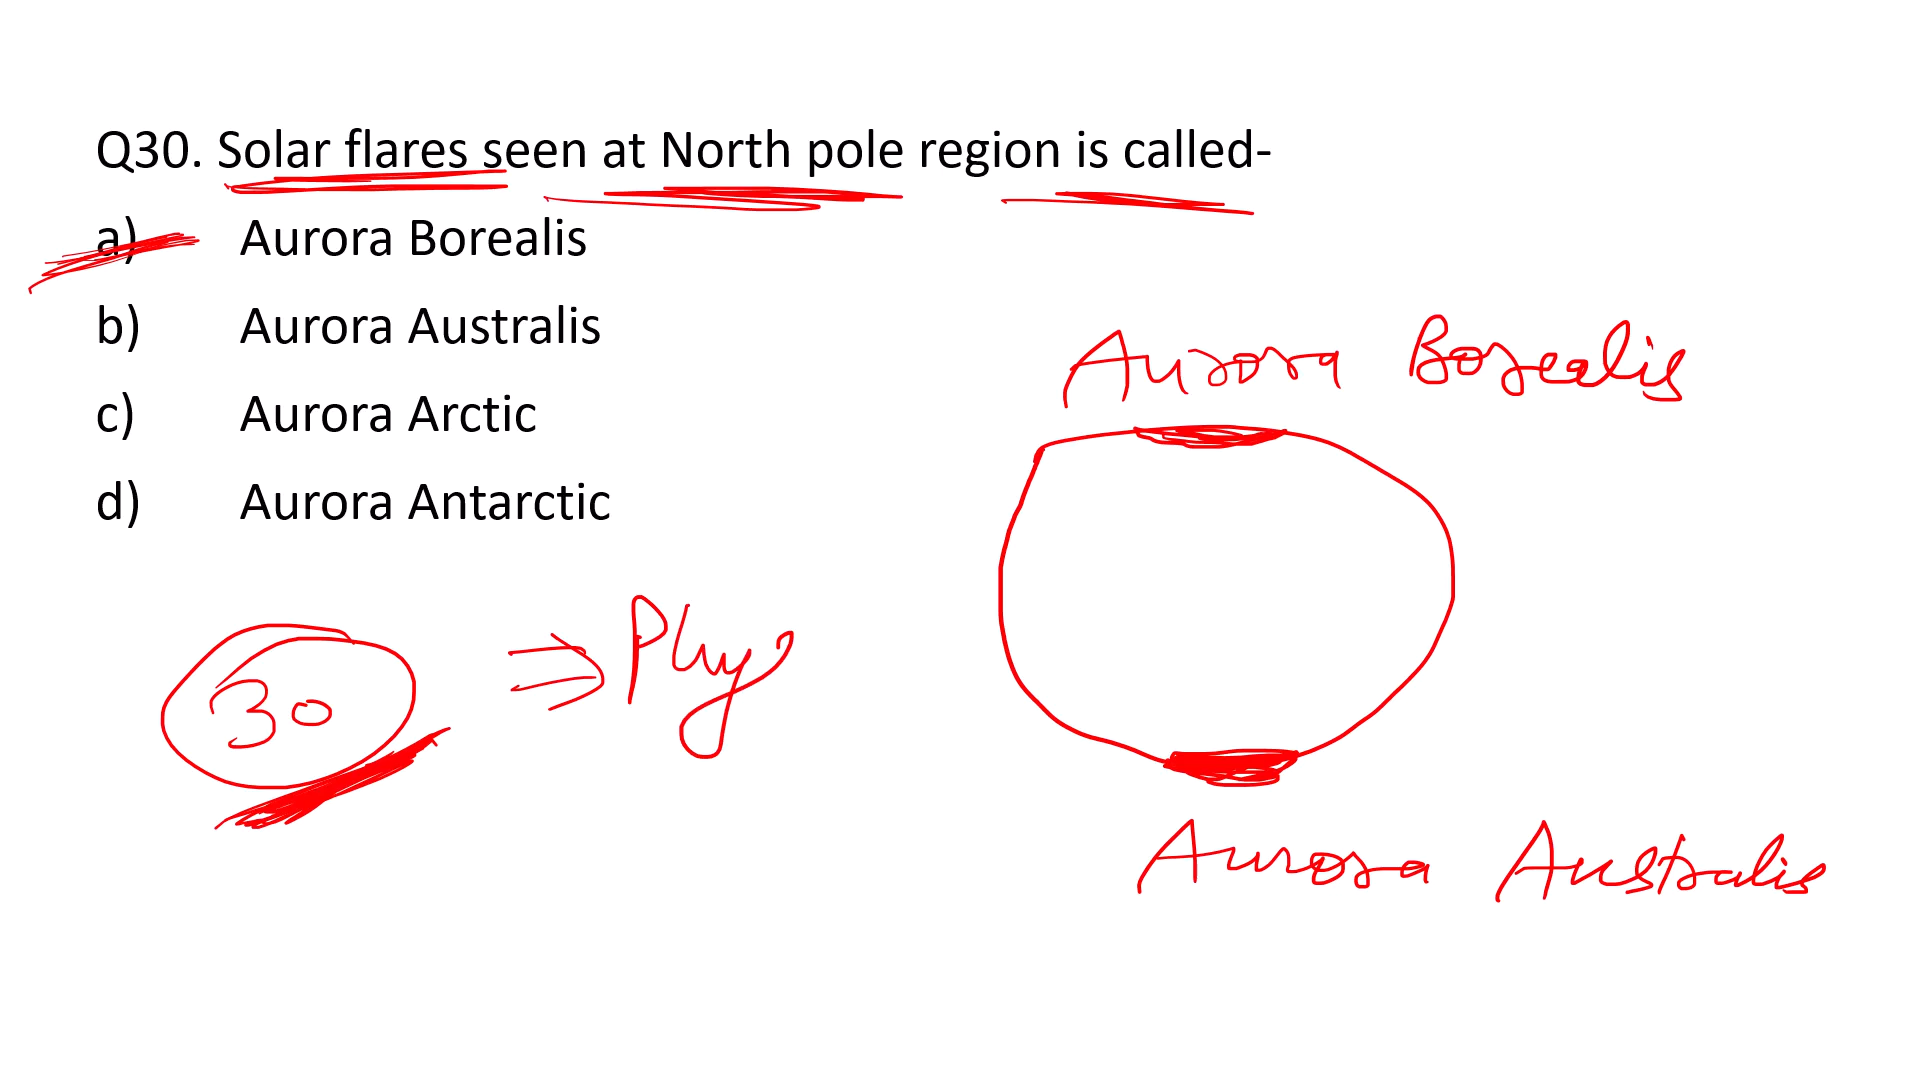 Q30. Solar flares seen at North pole region is called-
a) Aurora Borealis
b) Aurora Australis
c) Aurora Arctic
d) Aurora Antarctic
Aurora Borealis
30 ⇒ Phy
Aurora Australis